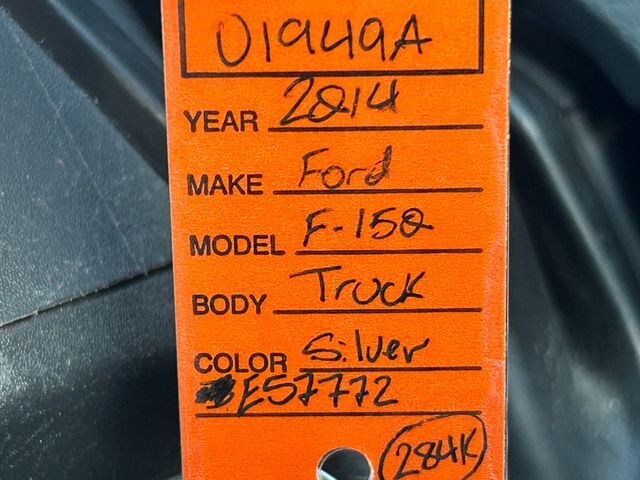 U1949A
YEAR 2014
MAKE Ford
MODEL F-150
BODY Truck
COLOR Silver
E57772
284K